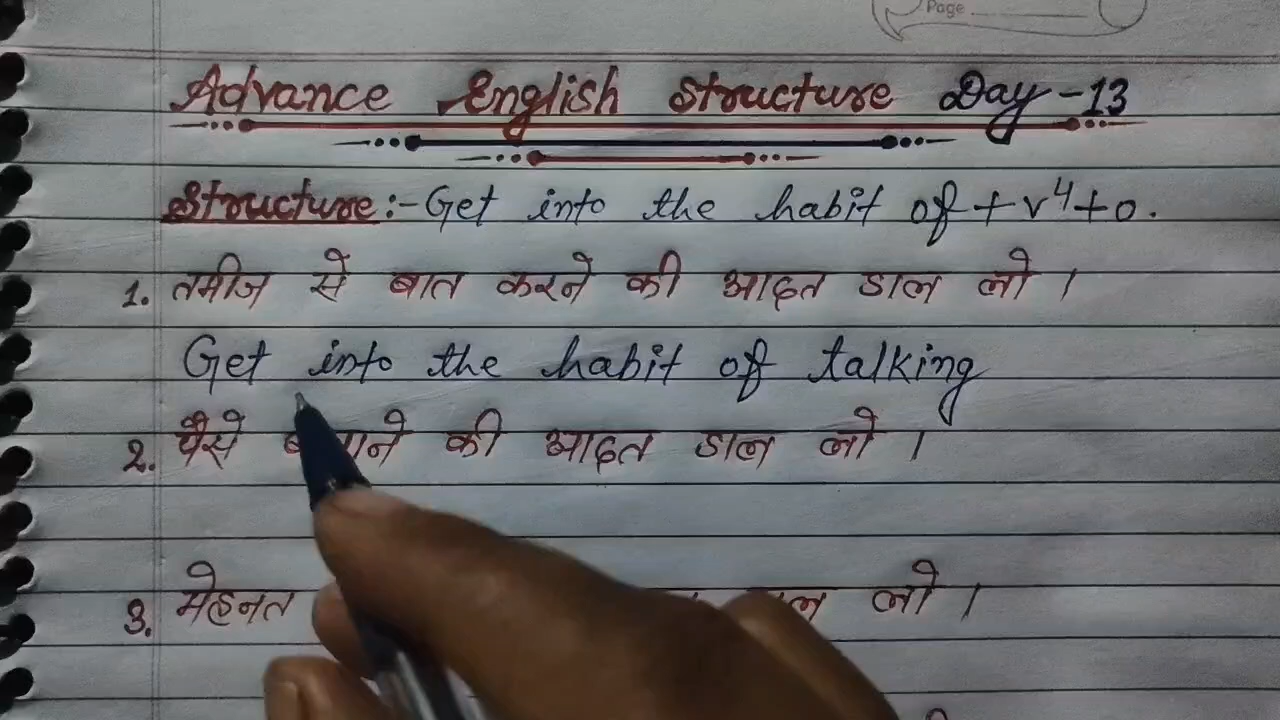 Page
Advance English Structure Day-13
Structure:- Get into the habit of + v⁴ + o.
1. तमीज से बात करने की आदत डाल लो ।
Get into the habit of talking
2. पैसे की आदत डाल लो ।
3. मेहनत लो ।